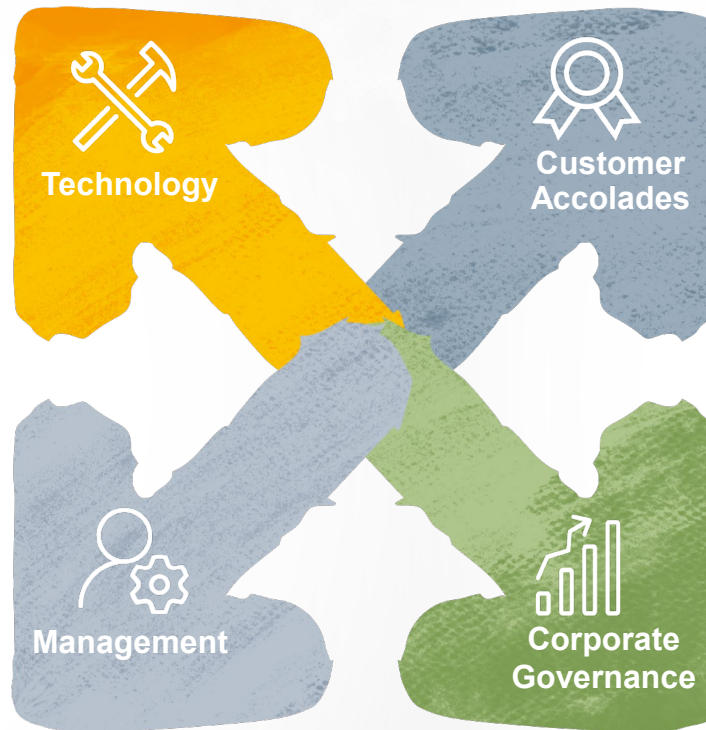 Technology
Customer
Accolades
Management
Corporate
Governance